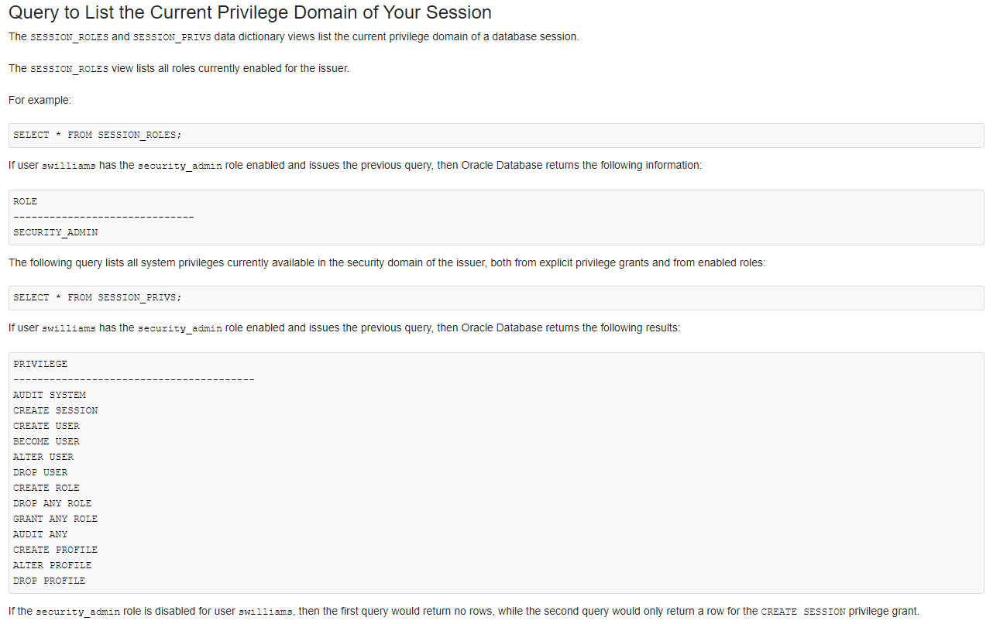 Query to List the Current Privilege Domain of Your Session
The SESSION_ROLES and SESSION_PRIVS data dictionary views list the current privilege domain of a database session.
The SESSION_ROLES view lists all roles currently enabled for the issuer.
For example:
SELECT * FROM SESSION_ROLES;
If user swilliams has the security_admin role enabled and issues the previous query, then Oracle Database returns the following information:
ROLE
------------------------------
SECURITY_ADMIN
The following query lists all system privileges currently available in the security domain of the issuer, both from explicit privilege grants and from enabled roles:
SELECT * FROM SESSION_PRIVS;
If user swilliams has the security_admin role enabled and issues the previous query, then Oracle Database returns the following results:
PRIVILEGE
----------------------------------------
AUDIT SYSTEM
CREATE SESSION
CREATE USER
BECOME USER
ALTER USER
DROP USER
CREATE ROLE
DROP ANY ROLE
GRANT ANY ROLE
AUDIT ANY
CREATE PROFILE
ALTER PROFILE
DROP PROFILE
If the security_admin role is disabled for user swilliams, then the first query would return no rows, while the second query would only return a row for the CREATE SESSION privilege grant.